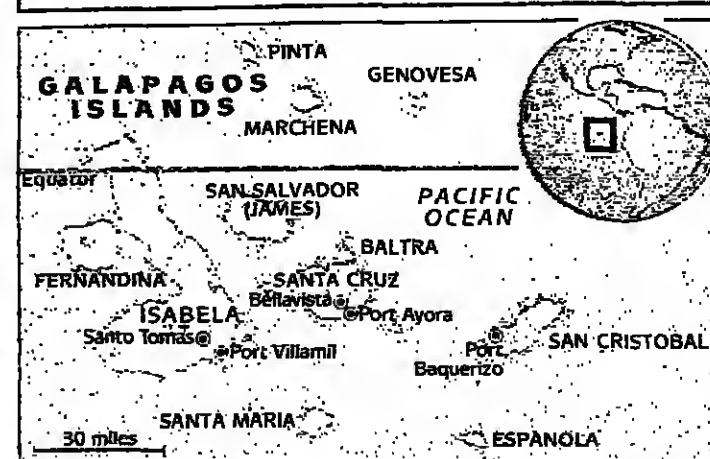 PINTA
GALAPAGOS
ISLANDS
GENOVESA
MARCHENA
Equator
SAN SALVADOR
(JAMES)
PACIFIC
OCEAN
BALTRA
FERNANDINA
SANTA CRUZ
Bellavista
ISABELA
Port Ayora
Santo Tomas
Port Villamil
Port
Baquerizo
SAN CRISTOBAL
SANTA MARIA
30 miles
ESPANOLA